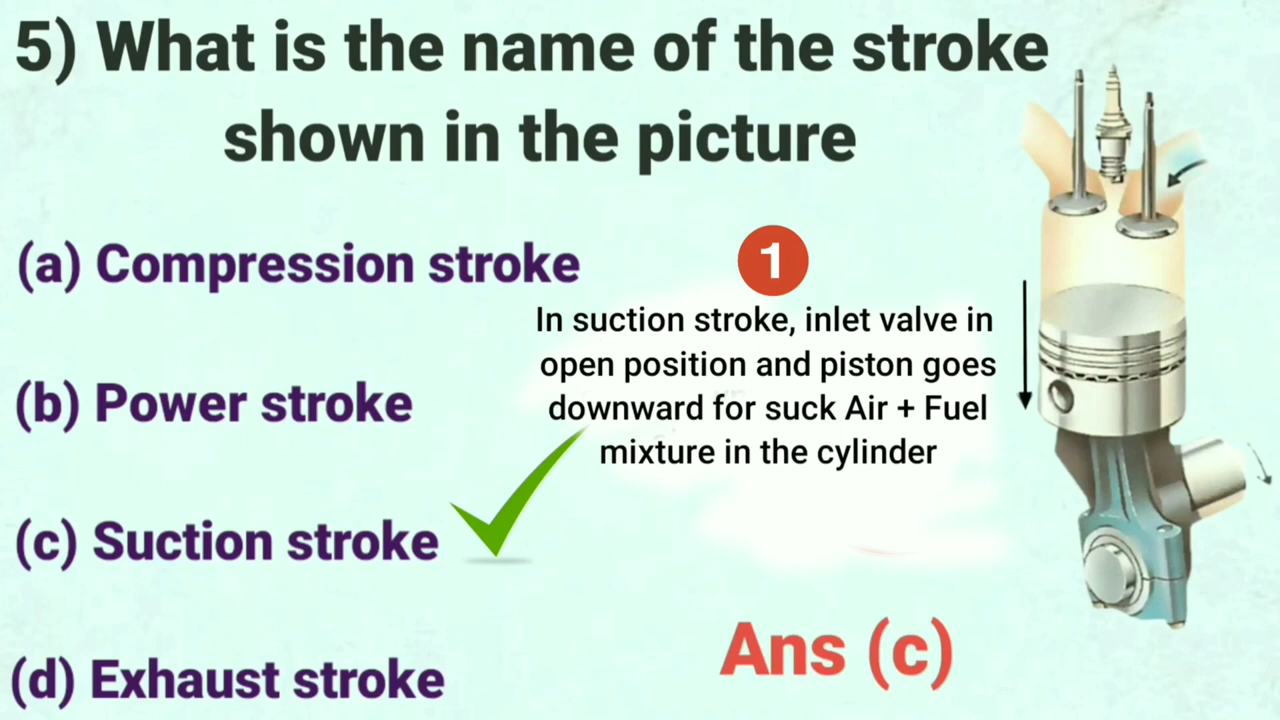 5) What is the name of the stroke
shown in the picture
(a) Compression stroke
1
In suction stroke, inlet valve in
open position and piston goes
downward for suck Air + Fuel
mixture in the cylinder
(b) Power stroke
(c) Suction stroke
(d) Exhaust stroke
Ans (c)